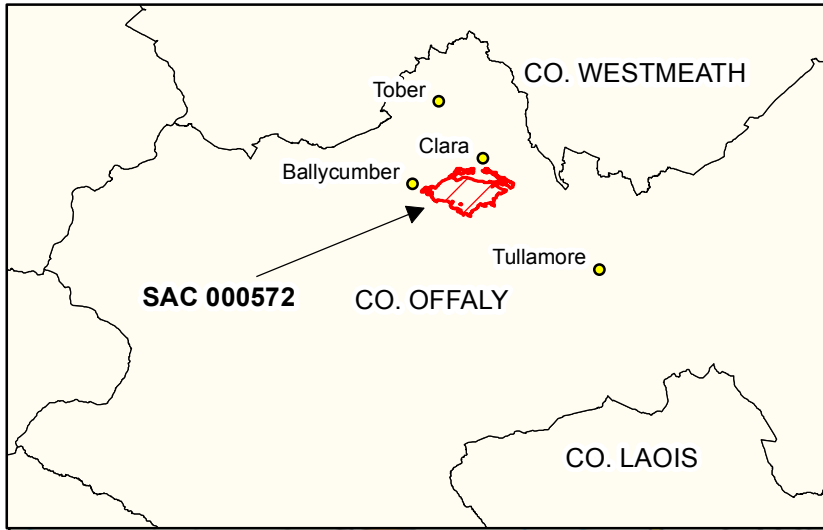 CO. WESTMEATH
Tober
Clara
Ballycumber
Tullamore
SAC 000572
CO. OFFALY
CO. LAOIS